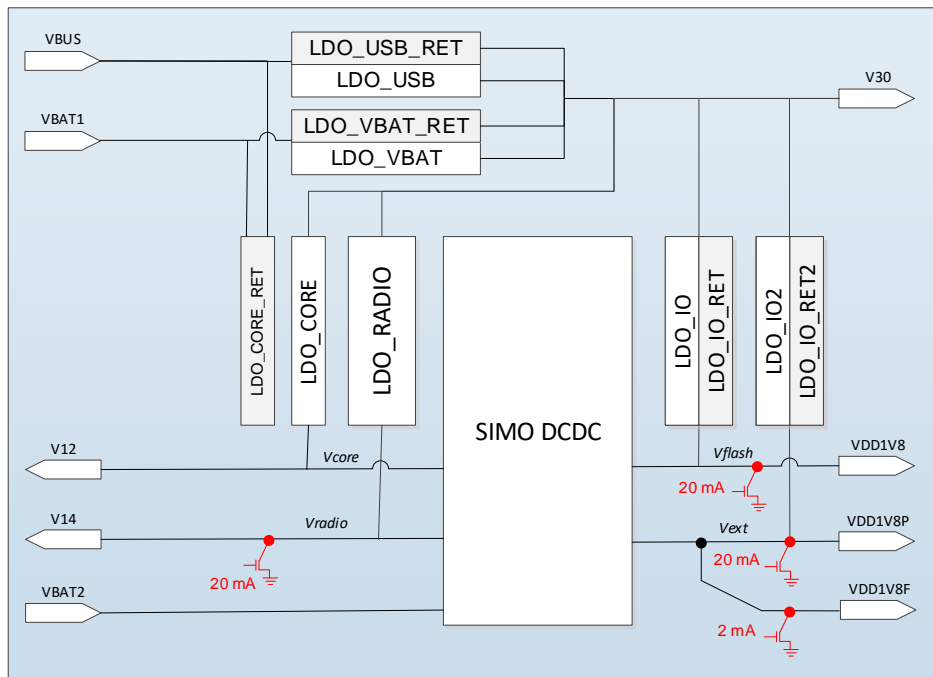 VBUS
LDO_USB_RET
LDO_USB
V30
VBAT1
LDO_VBAT_RET
LDO_VBAT
LDO_CORE_RET
LDO_CORE
LDO_RADIO
SIMO DCDC
LDO_IO
LDO_IO_RET
LDO_IO2
LDO_IO_RET2
V12
Vcore
Vflash
VDD1V8
20 mA
V14
Vradio
Vext
VDD1V8P
20 mA
20 mA
VBAT2
VDD1V8F
2 mA